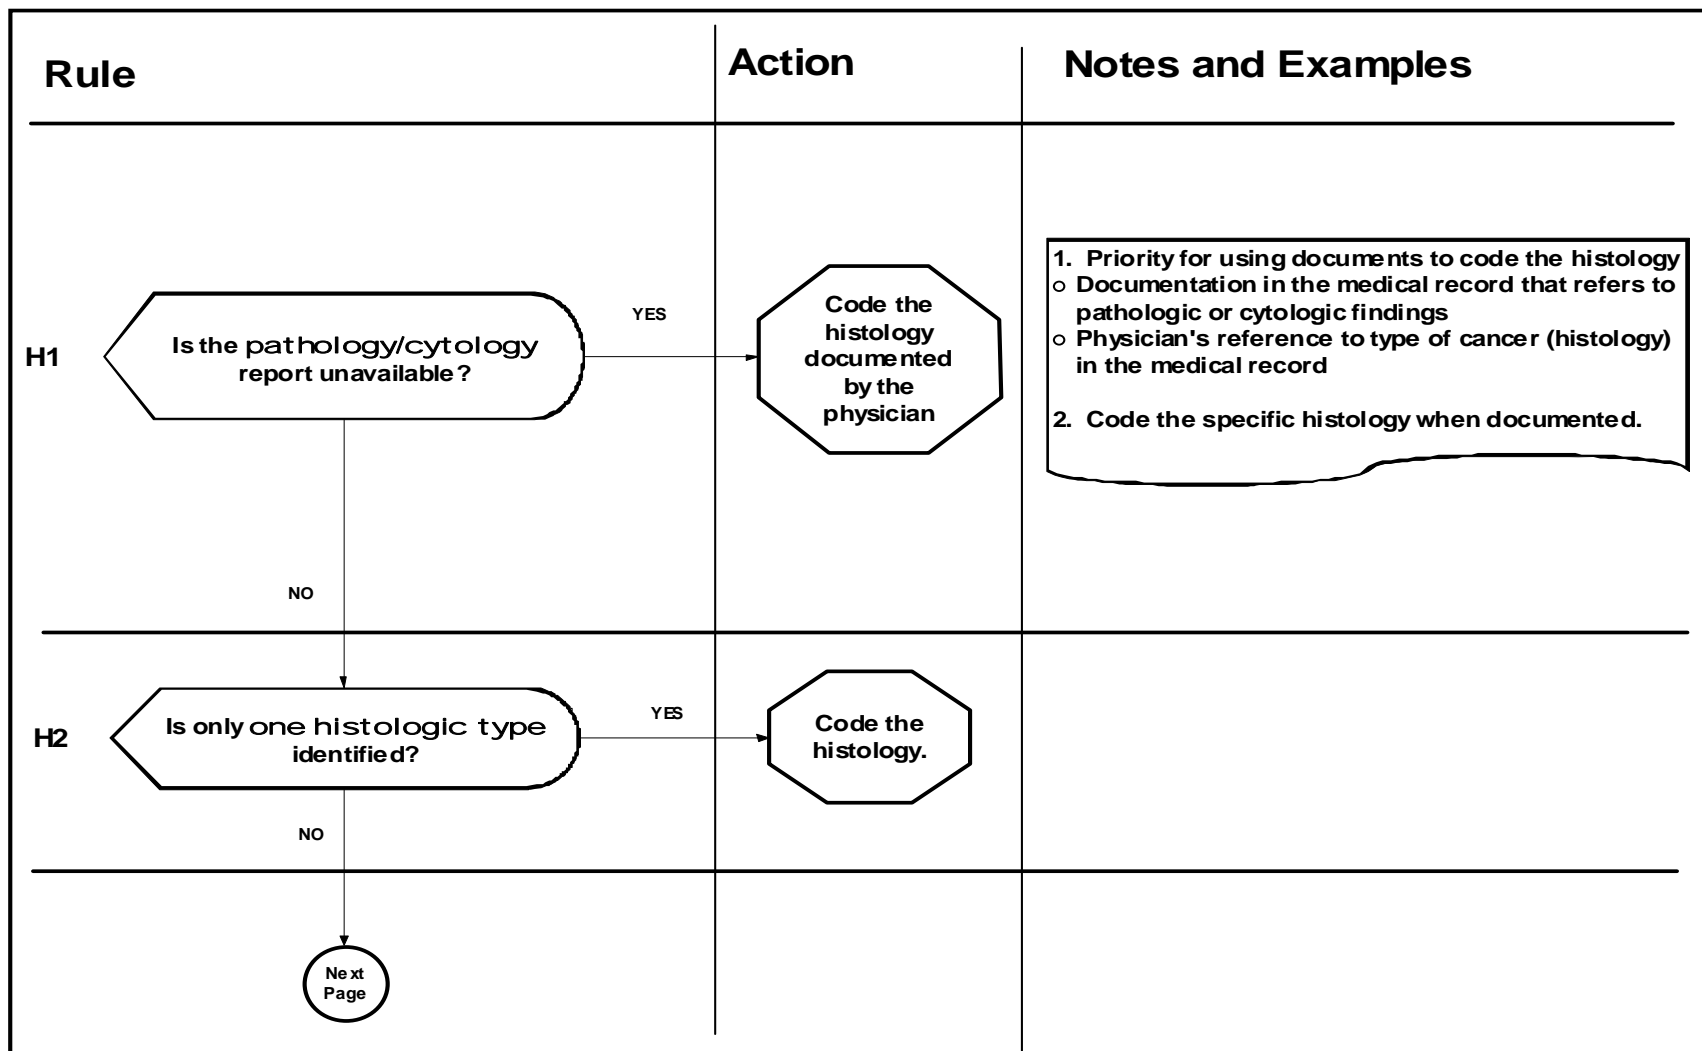 Rule
Action
Notes and Examples
H1
Is the pathology/cytology
report unavailable?
YES
Code the
histology
documented
by the
physician
1. Priority for using documents to code the histology
o Documentation in the medical record that refers to
pathologic or cytologic findings
o Physician's reference to type of cancer (histology)
in the medical record
2. Code the specific histology when documented.
NO
H2
Is only one histologic type
identified?
YES
Code the
histology.
NO
Next
Page